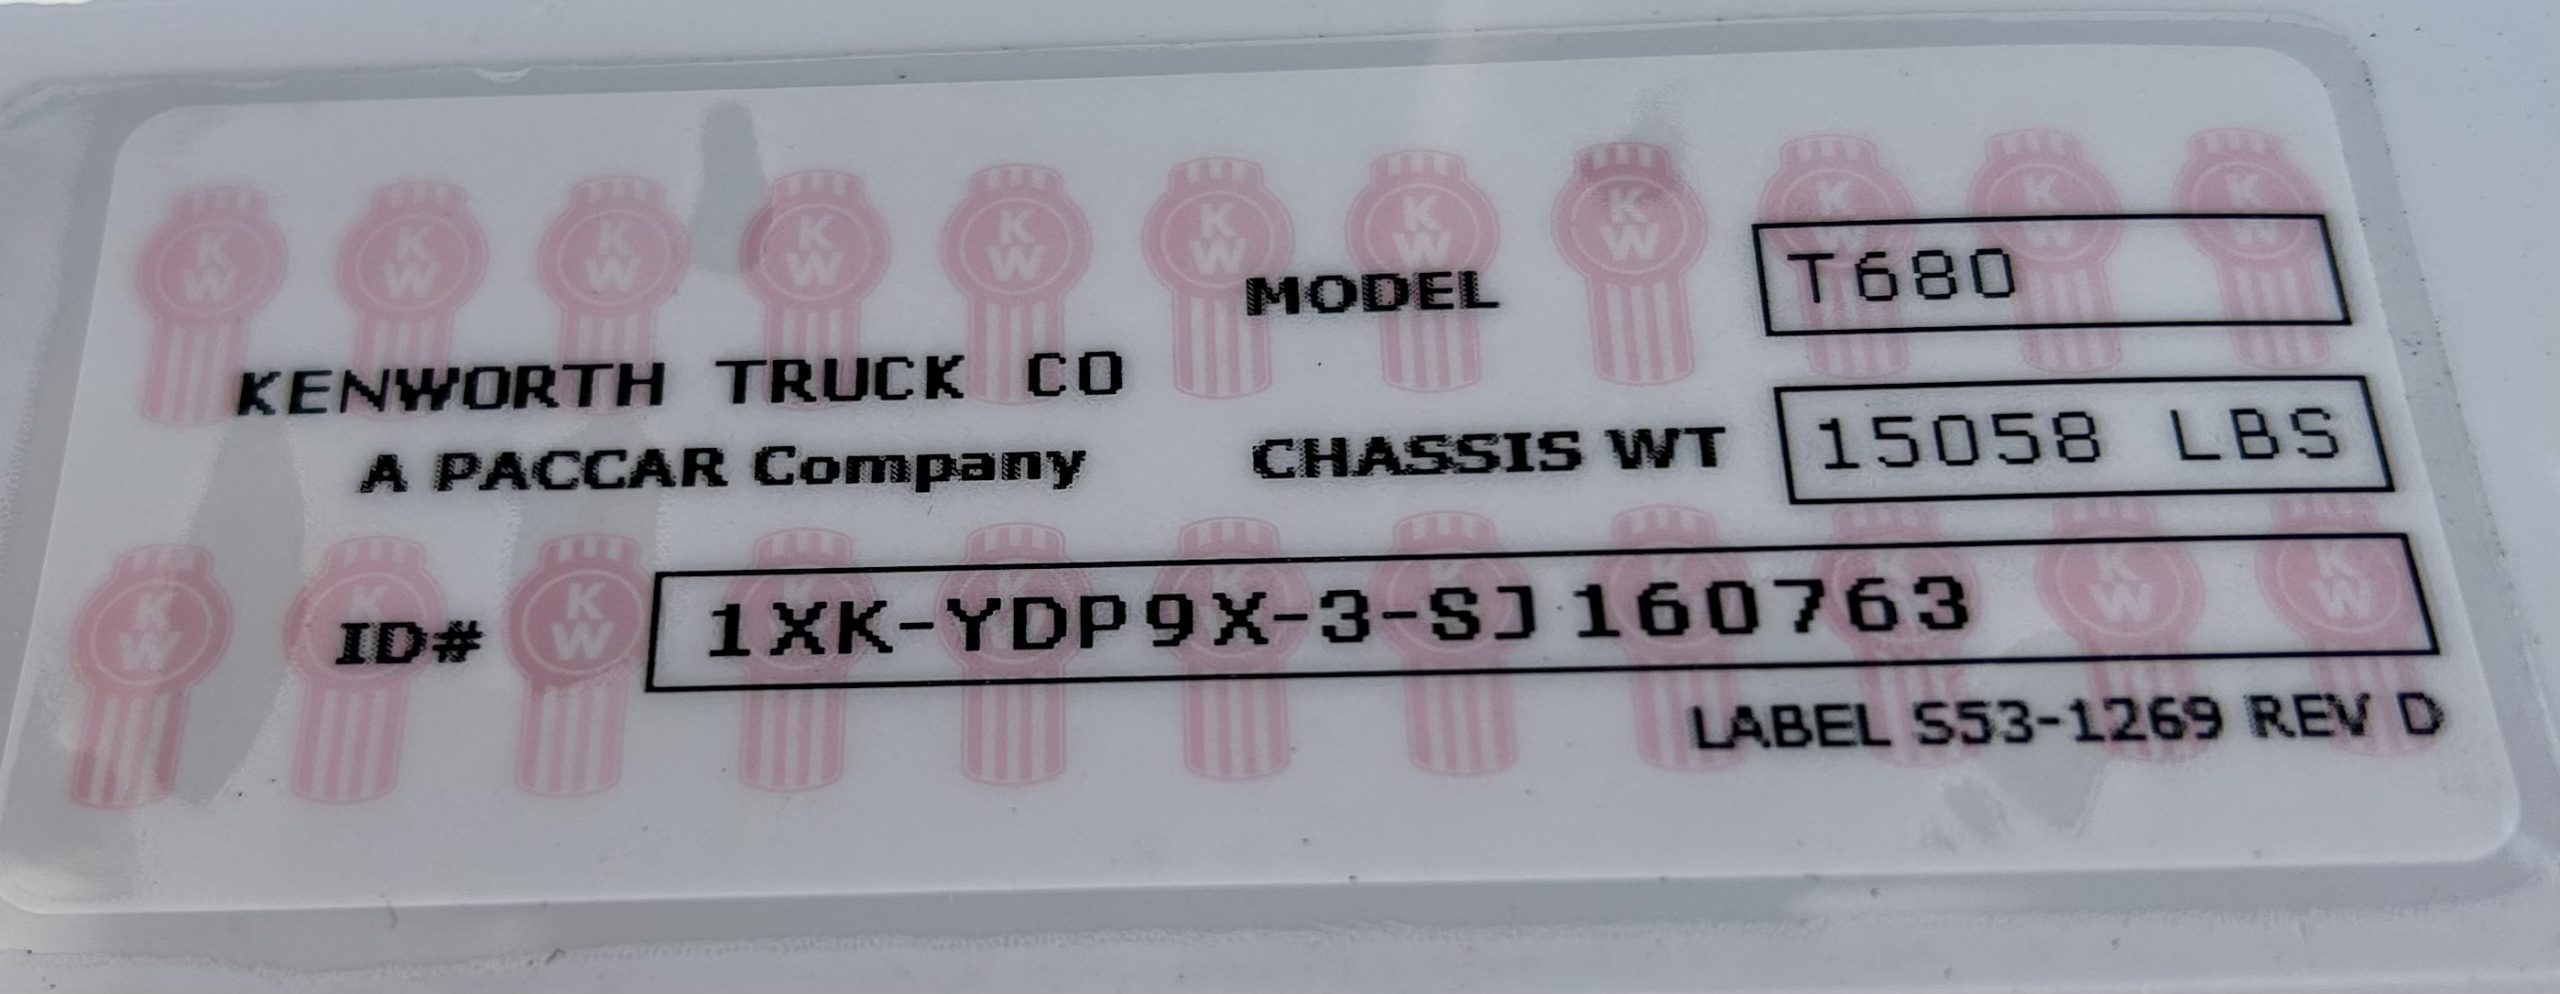 MODEL T680
KENWORTH TRUCK CO
A PACCAR Company
CHASSIS WT 15058 LBS
ID# 1XK-YDP9X-3-SJ160763
LABEL S53-1269 REV D